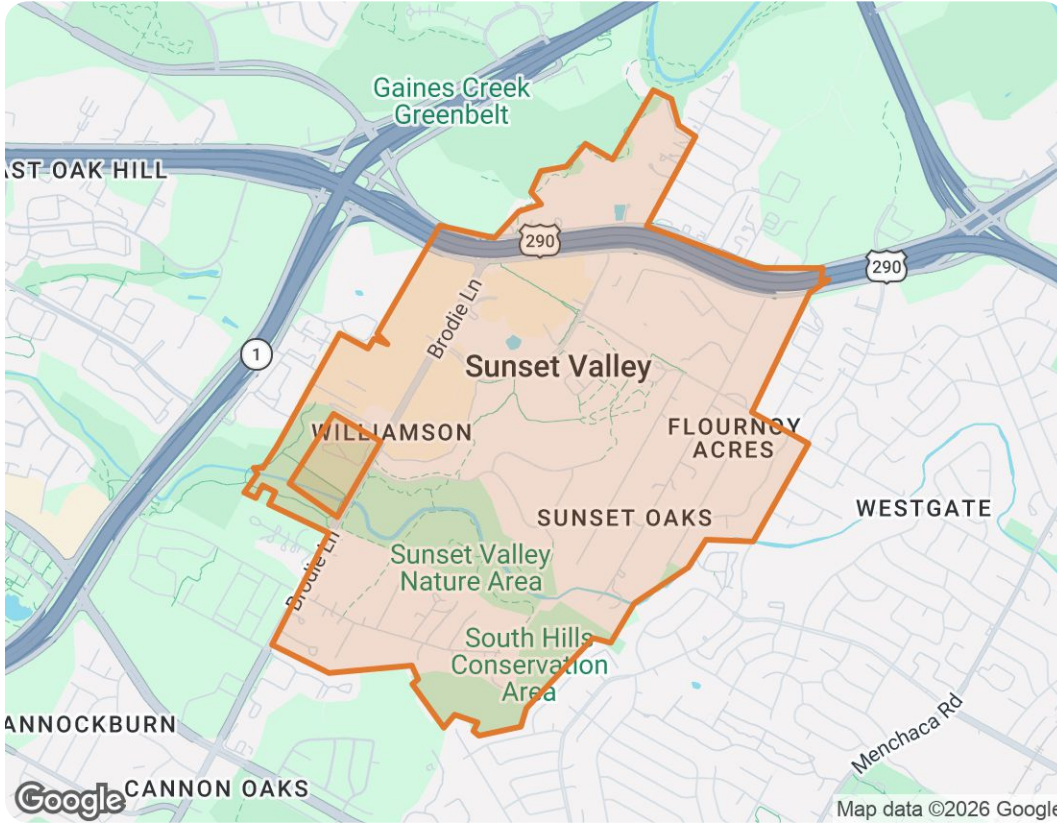 Gaines Creek
Greenbelt
AST OAK HILL
290
290
Brodie Ln
1
Sunset Valley
WILLIAMSON
FLOURNOY
ACRES
WESTGATE
SUNSET OAKS
Brodie Ln
Sunset Valley
Nature Area
South Hills
Conservation
Area
ANNOCKBURN
Menchaca Rd
CANNON OAKS
Google
Map data ©2026 Google